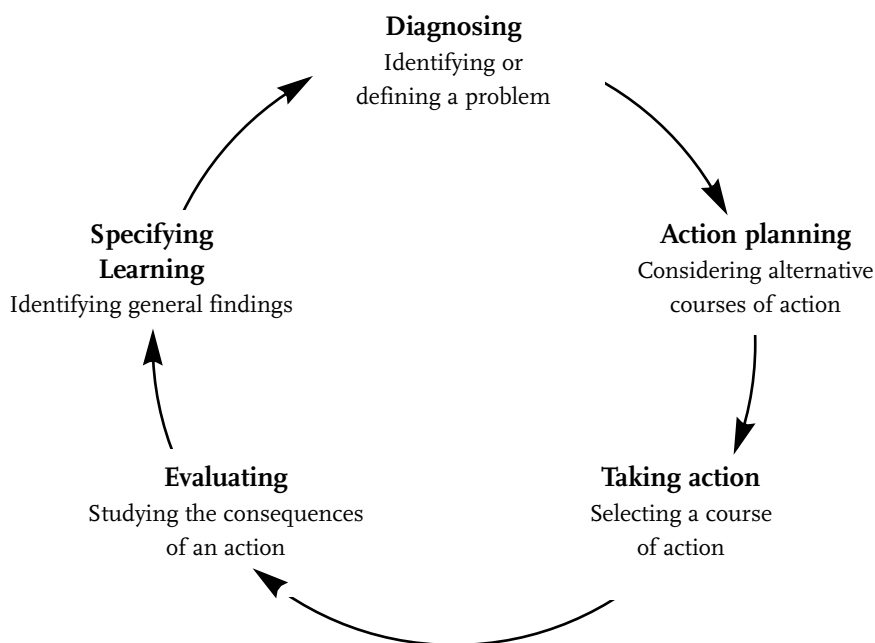 Diagnosing
Identifying or
defining a problem
Action planning
Considering alternative
courses of action
Taking action
Selecting a course
of action
Evaluating
Studying the consequences
of an action
Specifying
Learning
Identifying general findings